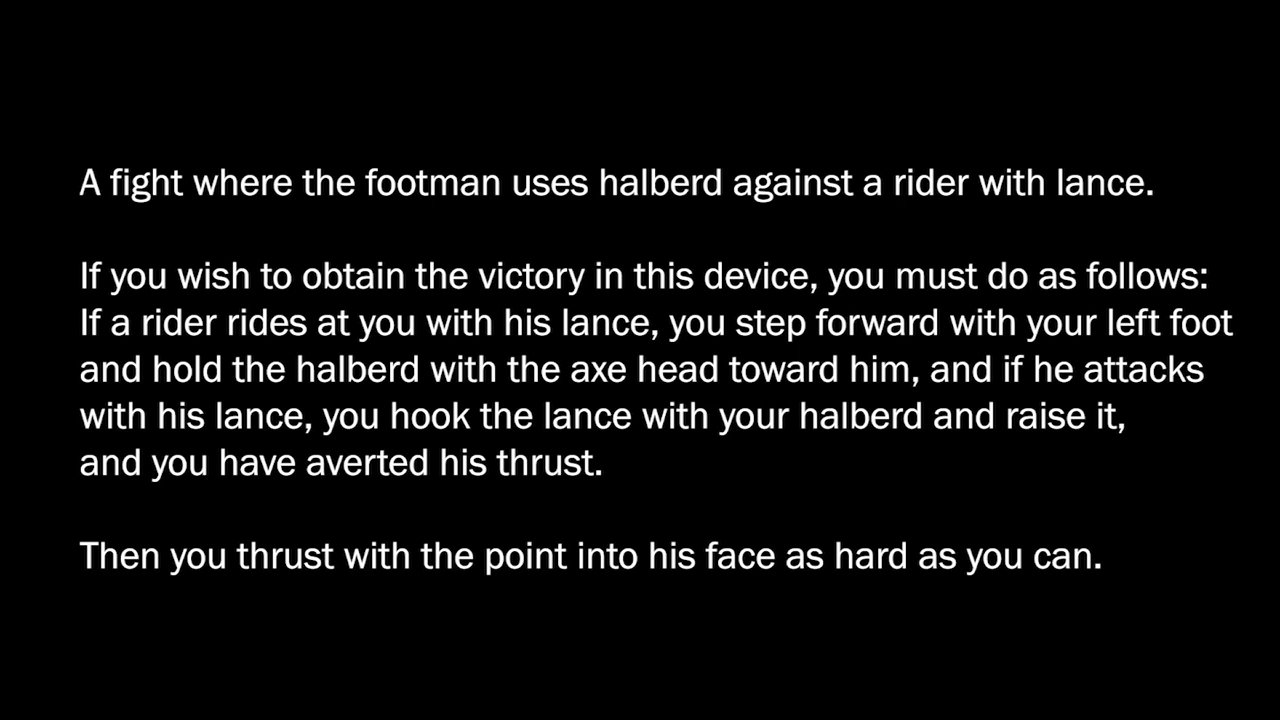 A fight where the footman uses halberd against a rider with lance.
If you wish to obtain the victory in this device, you must do as follows:
If a rider rides at you with his lance, you step forward with your left foot
and hold the halberd with the axe head toward him, and if he attacks
with his lance, you hook the lance with your halberd and raise it,
and you have averted his thrust.
Then you thrust with the point into his face as hard as you can.